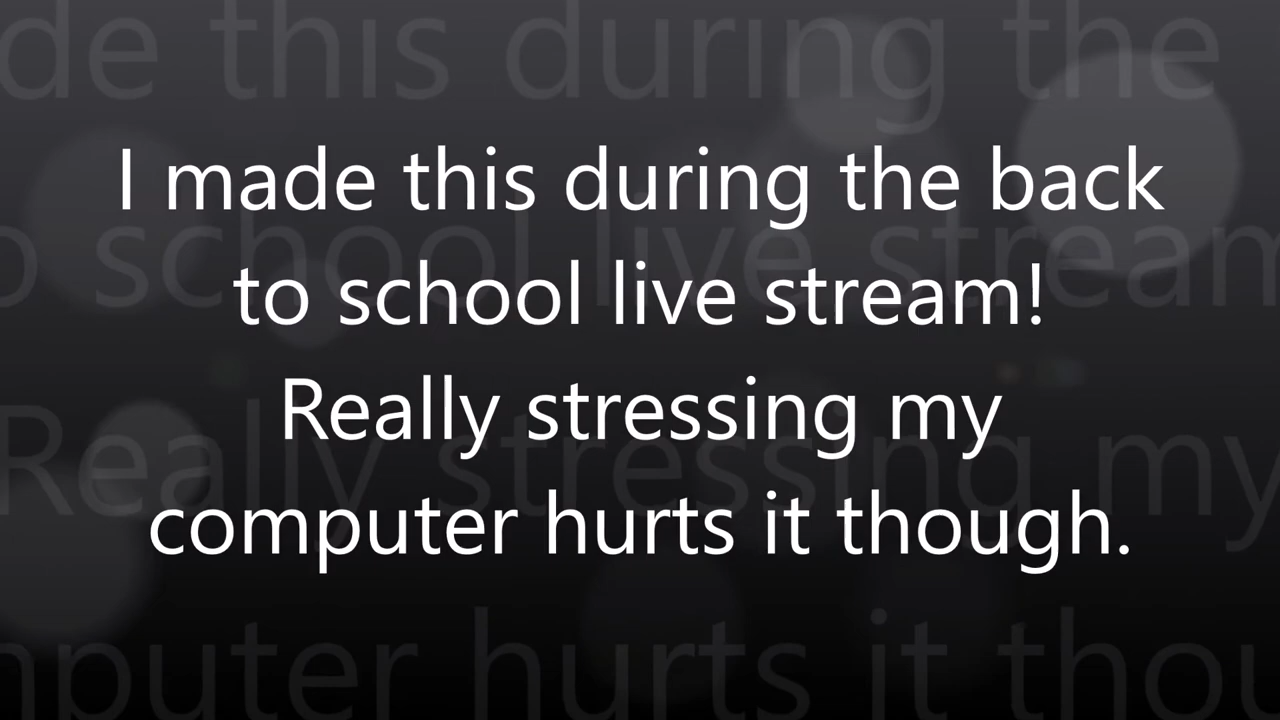 I made this during the back
to school live stream!
Really stressing my
computer hurts it though.